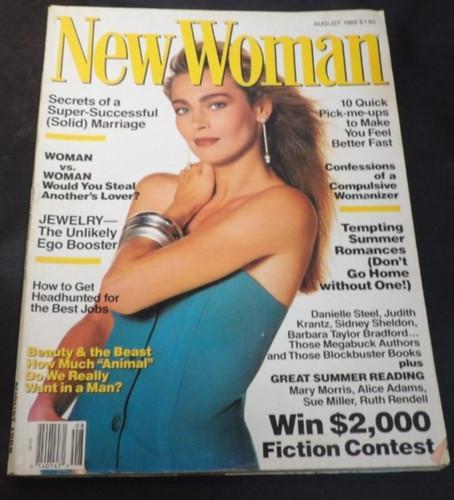 AUGUST 1988 $1.95
New Woman
Secrets of a
Super-Successful
(Solid) Marriage
WOMAN
vs.
WOMAN
Would You Steal
Another's Lover?
JEWELRY—
The Unlikely
Ego Booster
How to Get
Headhunted for
the Best Jobs
Beauty & the Beast
How Much "Animal"
Do We Really
Want in a Man?
10 Quick
Pick-me-ups
to Make
You Feel
Better Fast
Confessions
of a
Compulsive
Womanizer
Tempting
Summer
Romances
(Don't
Go Home
without One!)
Danielle Steel, Judith
Krantz, Sidney Sheldon,
Barbara Taylor Bradford...
Those Megabuck Authors
and Those Blockbuster Books
plus
GREAT SUMMER READING
Mary Morris, Alice Adams,
Sue Miller, Ruth Rendell
Win $2,000
Fiction Contest
08